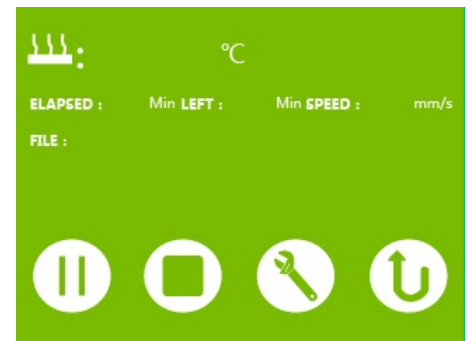 : ℃
ELAPSED : Min LEFT : Min SPEED : mm/s
FILE :